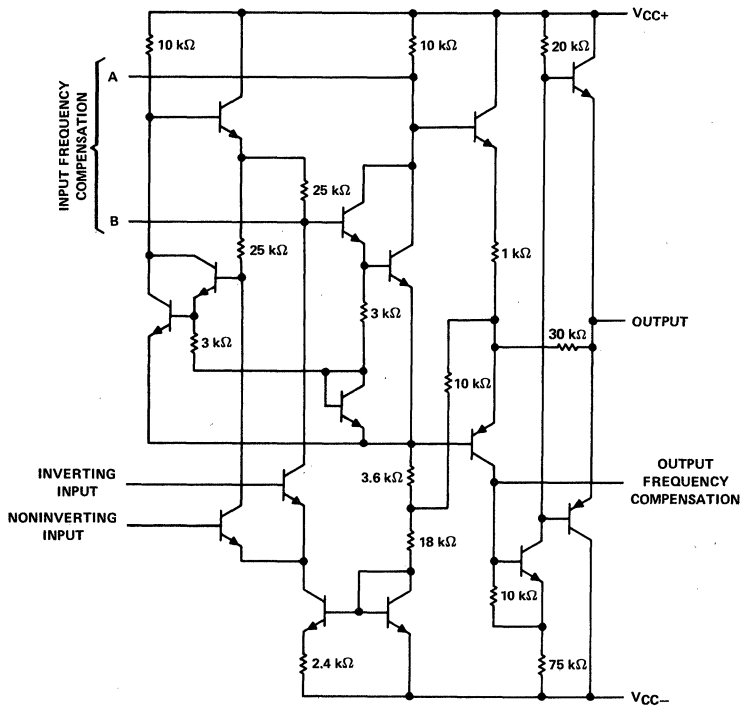 VCC+
10 kΩ
10 kΩ
20 kΩ
A
INPUT FREQUENCY
COMPENSATION
25 kΩ
B
25 kΩ
1 kΩ
3 kΩ
OUTPUT
3 kΩ
30 kΩ
10 kΩ
INVERTING
INPUT
3.6 kΩ
OUTPUT
FREQUENCY
COMPENSATION
NONINVERTING
INPUT
18 kΩ
10 kΩ
2.4 kΩ
75 kΩ
VCC–